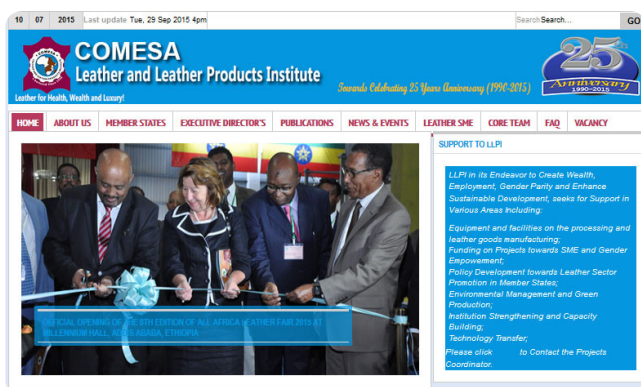 10 07 2015 Last update Tue, 29 Sep 2015 4pm
Search Search... GO
COMESA
Leather and Leather Products Institute
Leather for Health, Wealth and Luxury!
Towards Celebrating 25 Years Anniversary (1990-2015)
25th
Anniversary
1990-2015
HOME ABOUT US MEMBER STATES EXECUTIVE DIRECTOR'S PUBLICATIONS NEWS & EVENTS LEATHER SME CORE TEAM FAQ VACANCY
OFFICIAL OPENING OF THE 8TH EDITION OF ALL AFRICA LEATHER FAIR 2015 AT
MILLENNIUM HALL, ADDIS ABABA, ETHIOPIA
SUPPORT TO LLPI
LLPI in its Endeavor to Create Wealth,
Employment, Gender Parity and Enhance
Sustainable Development, seeks for Support in
Various Areas Including:
Equipment and facilities on the processing and
leather goods manufacturing;
Funding on Projects towards SME and Gender
Empowerment;
Policy Development towards Leather Sector
Promotion in Member States;
Environmental Management and Green
Production;
Institution Strengthening and Capacity
Building;
Technology Transfer;
Please click to Contact the Projects
Coordinator.